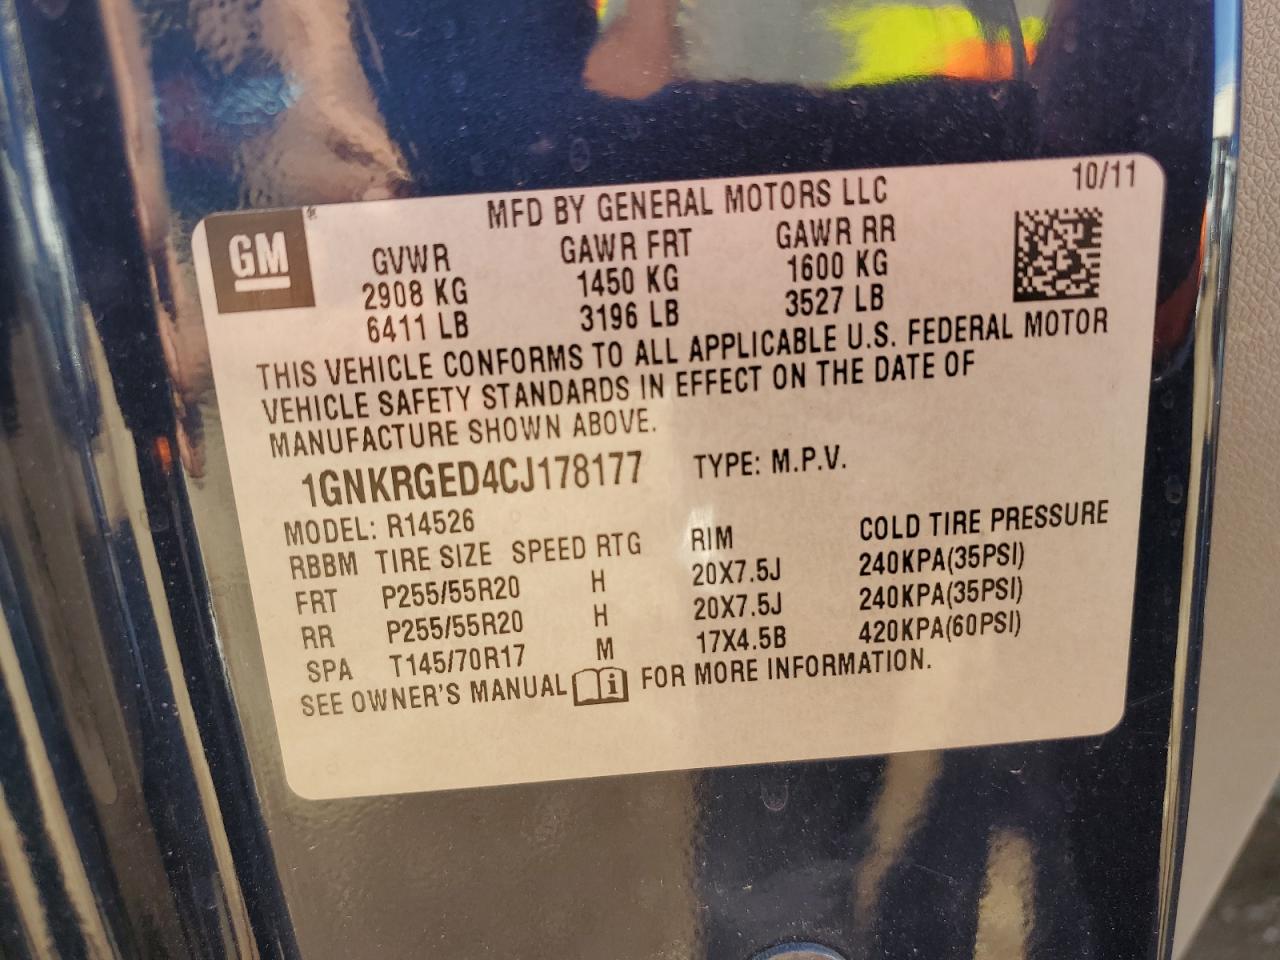 10/11
MFD BY GENERAL MOTORS LLC
GM
GVWR GAWR FRT GAWR RR
2908 KG 1450 KG 1600 KG
6411 LB 3196 LB 3527 LB
THIS VEHICLE CONFORMS TO ALL APPLICABLE U.S. FEDERAL MOTOR
VEHICLE SAFETY STANDARDS IN EFFECT ON THE DATE OF
MANUFACTURE SHOWN ABOVE.
1GNKRGED4CJ178177 TYPE: M.P.V.
MODEL: R14526
RBBM TIRE SIZE SPEED RTG RIM COLD TIRE PRESSURE
FRT P255/55R20 H 20X7.5J 240KPA(35PSI)
RR P255/55R20 H 20X7.5J 240KPA(35PSI)
SPA T145/70R17 M 17X4.5B 420KPA(60PSI)
SEE OWNER'S MANUAL i FOR MORE INFORMATION.